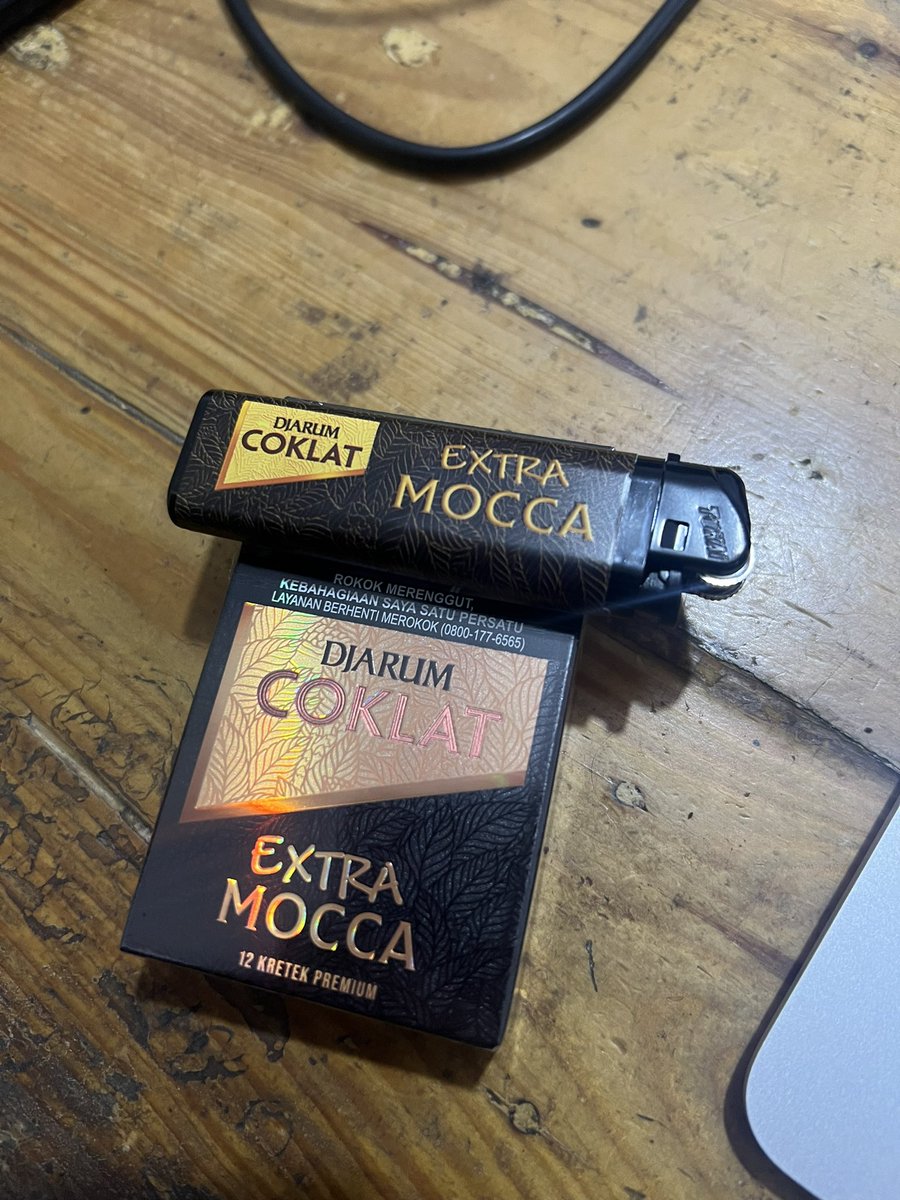 DJARUM
COKLAT
EXTRA
MOCCA
ROKOK MERENGGUT,
KEBAHAGIAAN SAYA SATU PERSATU
LAYANAN BERHENTI MEROKOK (0800-177-6565)
DJARUM
COKLAT
EXTRA
MOCCA
12 KRETEK PREMIUM